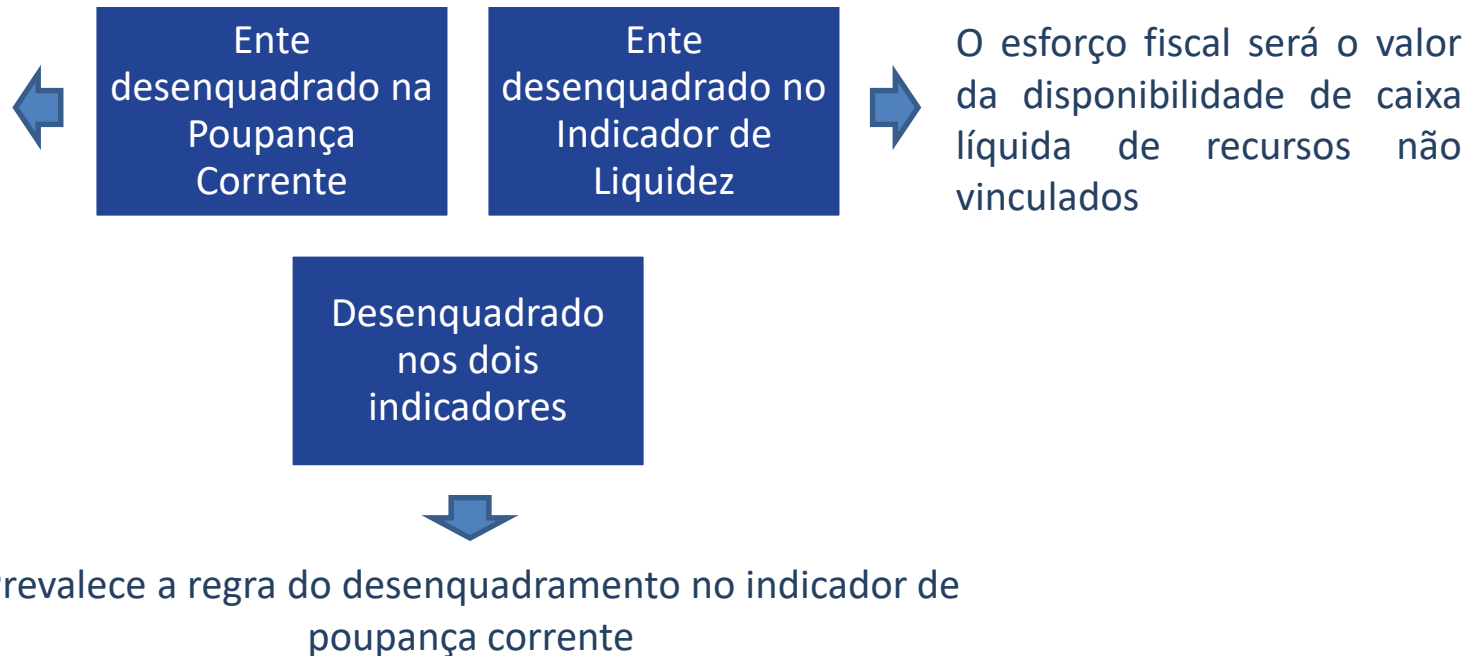 Ente
desenquadrado na
Poupança
Corrente
Ente
desenquadrado no
Indicador de
Liquidez
O esforço fiscal será o valor
da disponibilidade de caixa
líquida de recursos não
vinculados
Desenquadrado
nos dois
indicadores
Prevalece a regra do desenquadramento no indicador de
poupança corrente